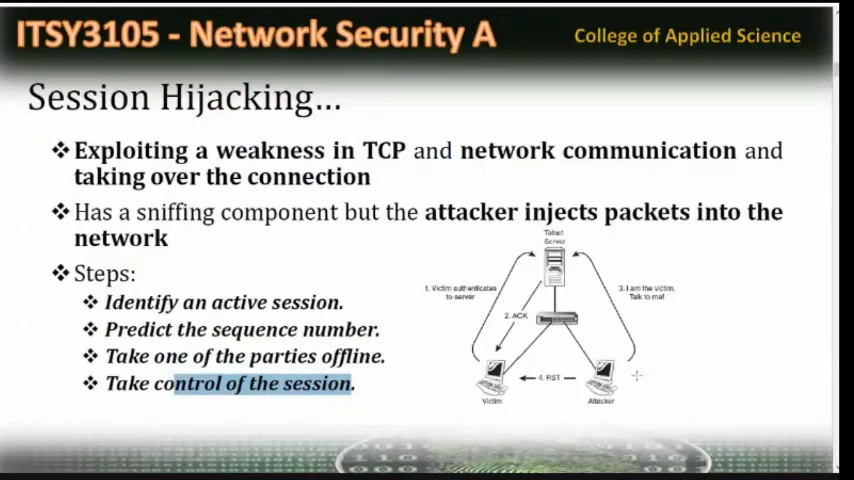 ITSY3105 - Network Security A
College of Applied Science
Session Hijacking...
Exploiting a weakness in TCP and network communication and
taking over the connection
Has a sniffing component but the attacker injects packets into the
network
Steps:
Identify an active session.
Predict the sequence number.
Take one of the parties offline.
Take control of the session.
Telnet
Server
1. Victim authenticates
to server
3. I am the victim.
Talk to me!
2. ACK
4. RST
Victim
Attacker